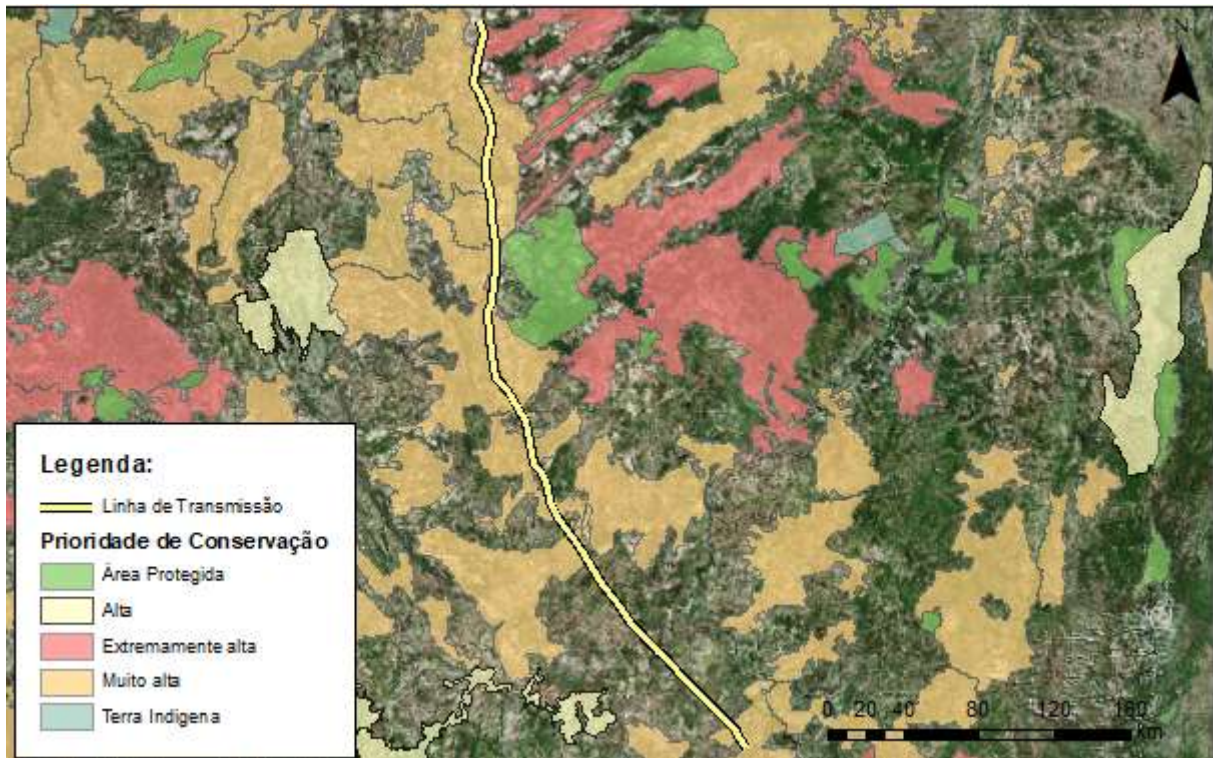 N
Legenda:
Linha de Transmissão
Prioridade de Conservação
Área Protegida
Alta
Extremamente alta
Muito alta
Terra Indigena
0 20 40 80 120 160
km